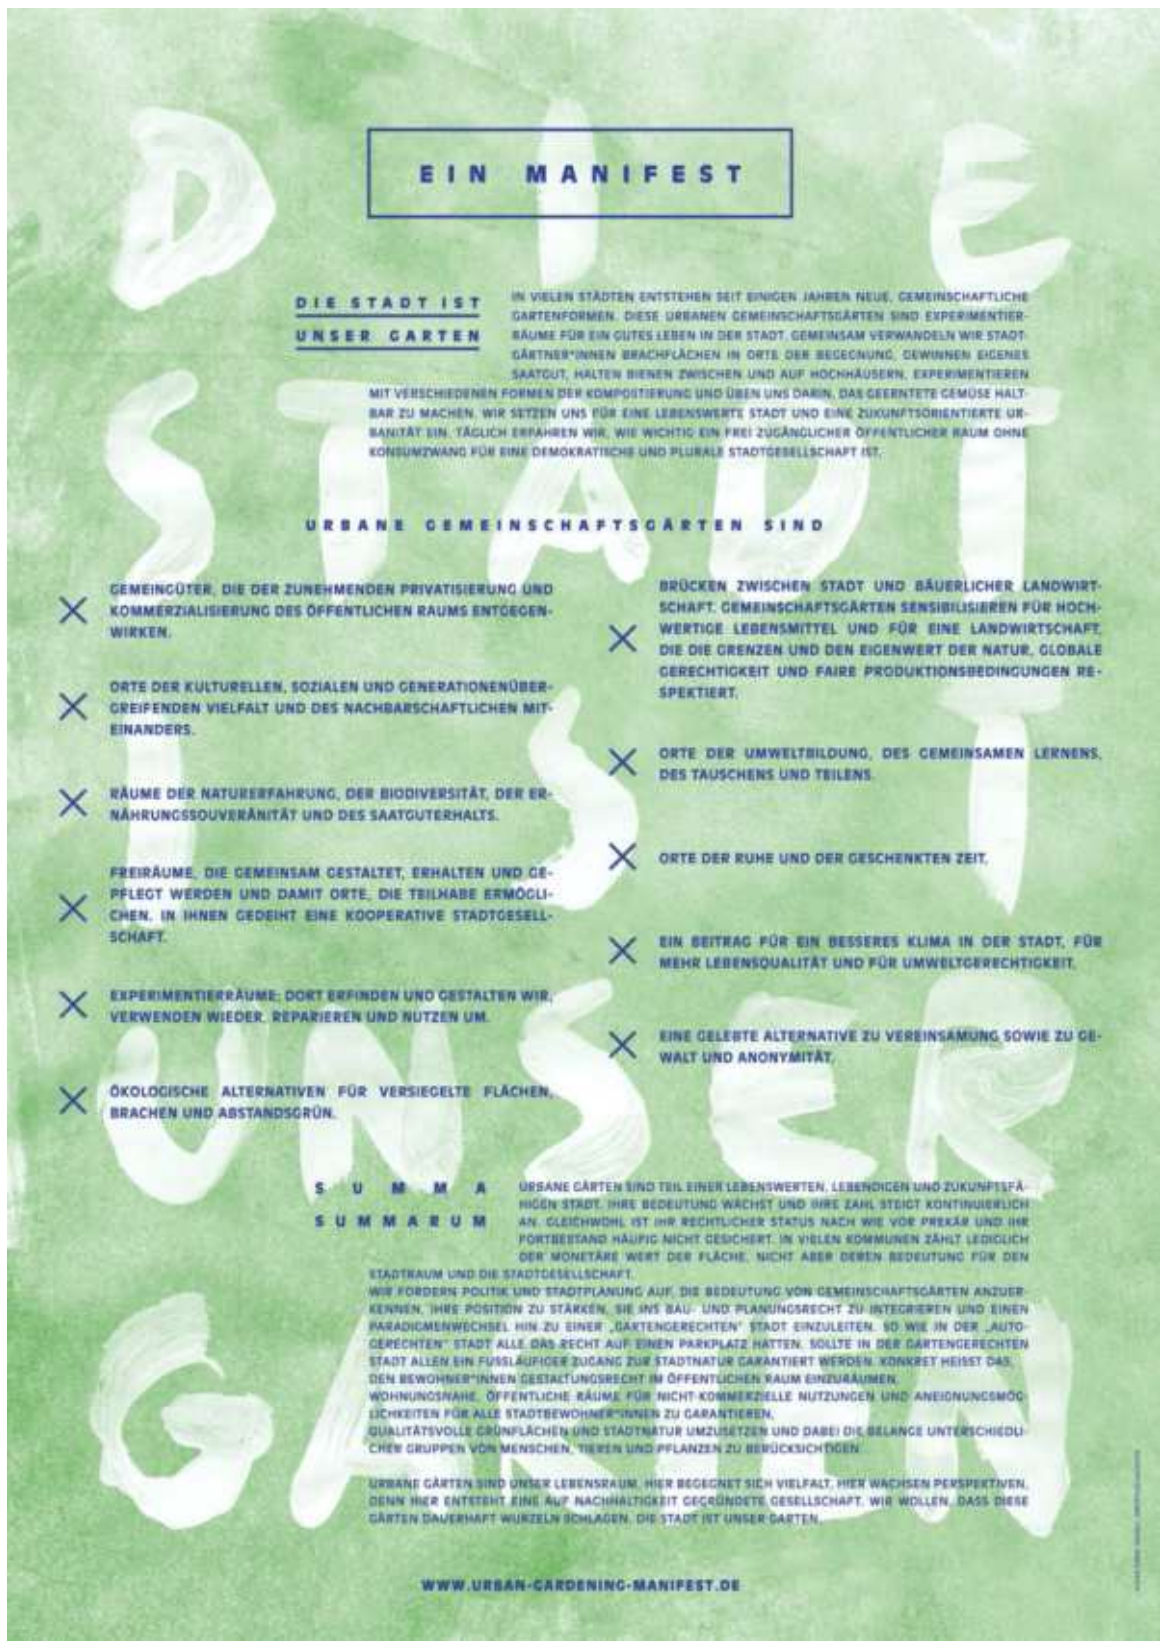 DIE
STADT
IST
UNSER
GARTEN
EIN MANIFEST
DIE STADT IST
UNSER GARTEN
IN VIELEN STÄDTEN ENTSTEHEN SEIT EINIGEN JAHREN NEUE, GEMEINSCHAFTLICHE
GARTENFORMEN. DIESE URBANEN GEMEINSCHAFTSGÄRTEN SIND EXPERIMENTIER-
RÄUME FÜR EIN GUTES LEBEN IN DER STADT. GEMEINSAM VERWANDELN WIR STADT-
GÄRTNER*INNEN BRACHFLÄCHEN IN ORTE DER BEGEGNUNG, GEWINNEN EIGENES
SAATGUT, HALTEN BIENEN ZWISCHEN UND AUF HOCHHÄUSERN, EXPERIMENTIEREN
MIT VERSCHIEDENEN FORMEN DER KOMPOSTIERUNG UND ÜBEN UNS DARIN, DAS GEERNTETE GEMÜSE HALT-
BAR ZU MACHEN. WIR SETZEN UNS FÜR EINE LEBENSWERTE STADT UND EINE ZUKUNFTSORIENTIERTE UR-
BANITÄT EIN. TÄGLICH ERFAHREN WIR, WIE WICHTIG EIN FREI ZUGÄNGLICHER ÖFFENTLICHER RAUM OHNE
KONSUMZWANG FÜR EINE DEMOKRATISCHE UND PLURALE STADTGESELLSCHAFT IST.
URBANE GEMEINSCHAFTSGÄRTEN SIND
GEMEINGÜTER, DIE DER ZUNEHMENDEN PRIVATISIERUNG UND
KOMMERZIALISIERUNG DES ÖFFENTLICHEN RAUMS ENTGEGEN-
WIRKEN.
ORTE DER KULTURELLEN, SOZIALEN UND GENERATIONENÜBER-
GREIFENDEN VIELFALT UND DES NACHBARSCHAFTLICHEN MIT-
EINANDERS.
RÄUME DER NATURERFAHRUNG, DER BIODIVERSITÄT, DER ER-
NÄHRUNGSSOUVERÄNITÄT UND DES SAATGUTERHALTS.
FREIRÄUME, DIE GEMEINSAM GESTALTET, ERHALTEN UND GE-
PFLEGT WERDEN UND DAMIT ORTE, DIE TEILHABE ERMÖGLI-
CHEN. IN IHNEN GEDEIHT EINE KOOPERATIVE STADTGESELL-
SCHAFT.
EXPERIMENTIERRÄUME; DORT ERFINDEN UND GESTALTEN WIR,
VERWENDEN WIEDER, REPARIEREN UND NUTZEN UM.
ÖKOLOGISCHE ALTERNATIVEN FÜR VERSIEGELTE FLÄCHEN,
BRACHEN UND ABSTANDSGRÜN.
BRÜCKEN ZWISCHEN STADT UND BÄUERLICHER LANDWIRT-
SCHAFT. GEMEINSCHAFTSGÄRTEN SENSIBILISIEREN FÜR HOCH-
WERTIGE LEBENSMITTEL UND FÜR EINE LANDWIRTSCHAFT,
DIE DIE GRENZEN UND DEN EIGENWERT DER NATUR, GLOBALE
GERECHTIGKEIT UND FAIRE PRODUKTIONSBEDINGUNGEN RE-
SPEKTIERT.
ORTE DER UMWELTBILDUNG, DES GEMEINSAMEN LERNENS,
DES TAUSCHENS UND TEILENS.
ORTE DER RUHE UND DER GESCHENKTEN ZEIT.
EIN BEITRAG FÜR EIN BESSERES KLIMA IN DER STADT, FÜR
MEHR LEBENSQUALITÄT UND FÜR UMWELTGERECHTIGKEIT.
EINE GELEBTE ALTERNATIVE ZU VEREINSAMUNG SOWIE ZU GE-
WALT UND ANONYMITÄT.
SUMMA
SUMMARUM
URBANE GÄRTEN SIND TEIL EINER LEBENSWERTEN, LEBENDIGEN UND ZUKUNFTSFÄ-
HIGEN STADT. IHRE BEDEUTUNG WÄCHST UND IHRE ZAHL STEIGT KONTINUIERLICH
AN. GLEICHWOHL IST IHR RECHTLICHER STATUS NACH WIE VOR PREKÄR UND IHR
FORTBESTAND HÄUFIG NICHT GESICHERT. IN VIELEN KOMMUNEN ZÄHLT LEDIGLICH
DER MONETÄRE WERT DER FLÄCHE, NICHT ABER DEREN BEDEUTUNG FÜR DEN
STADTRAUM UND DIE STADTGESELLSCHAFT.
WIR FORDERN POLITIK UND STADTPLANUNG AUF, DIE BEDEUTUNG VON GEMEINSCHAFTSGÄRTEN ANZUER-
KENNEN, IHRE POSITION ZU STÄRKEN, SIE INS BAU- UND PLANUNGSRECHT ZU INTEGRIEREN UND EINEN
PARADIGMENWECHSEL HIN ZU EINER „GARTENGERECHTEN“ STADT EINZULEITEN. SO WIE IN DER „AUTO-
GERECHTEN“ STADT ALLE DAS RECHT AUF EINEN PARKPLATZ HATTEN, SOLLTE IN DER GARTENGERECHTEN
STADT ALLEN EIN FUSSLÄUFIGER ZUGANG ZUR STADTNATUR GARANTIERT WERDEN. KONKRET HEISST DAS,
DEN BEWOHNER*INNEN GESTALTUNGSRECHT IM ÖFFENTLICHEN RAUM EINZURÄUMEN,
WOHNUNGSNAHE, ÖFFENTLICHE RÄUME FÜR NICHT-KOMMERZIELLE NUTZUNGEN UND ANEIGNUNGSMÖG-
LICHKEITEN FÜR ALLE STADTBEWOHNER*INNEN ZU GARANTIEREN,
QUALITÄTSVOLLE GRÜNFLÄCHEN UND STADTNATUR UMZUSETZEN UND DABEI DIE BELANGE UNTERSCHIEDLI-
CHER GRUPPEN VON MENSCHEN, TIEREN UND PFLANZEN ZU BERÜCKSICHTIGEN.
URBANE GÄRTEN SIND UNSER LEBENSRAUM. HIER BEGEGNET SICH VIELFALT, HIER WACHSEN PERSPEKTIVEN,
DENN HIER ENTSTEHT EINE AUF NACHHALTIGKEIT GEGRÜNDETE GESELLSCHAFT. WIR WOLLEN, DASS DIESE
GÄRTEN DAUERHAFT WURZELN SCHLAGEN. DIE STADT IST UNSER GARTEN.
WWW.URBAN-GARDENING-MANIFEST.DE